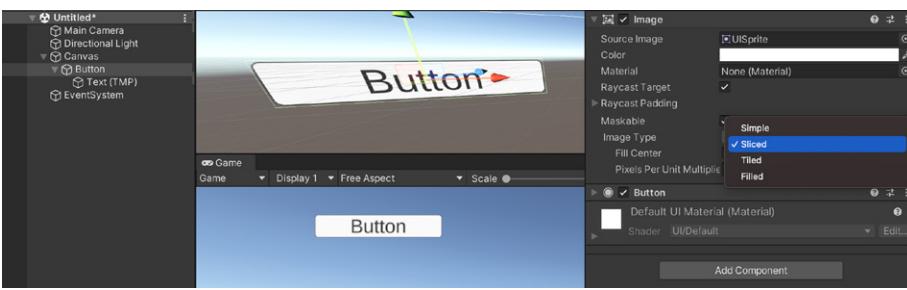 Untitled*
Main Camera
Directional Light
Canvas
Button
Text (TMP)
EventSystem
Button
Game
Game Display 1 Free Aspect Scale
Button
Image
Source Image UISprite
Color
Material None (Material)
Raycast Target
Raycast Padding
Maskable
Image Type
Fill Center
Pixels Per Unit Multiplie
Simple
Sliced
Tiled
Filled
Button
Default UI Material (Material)
Shader UI/Default Edit...
Add Component